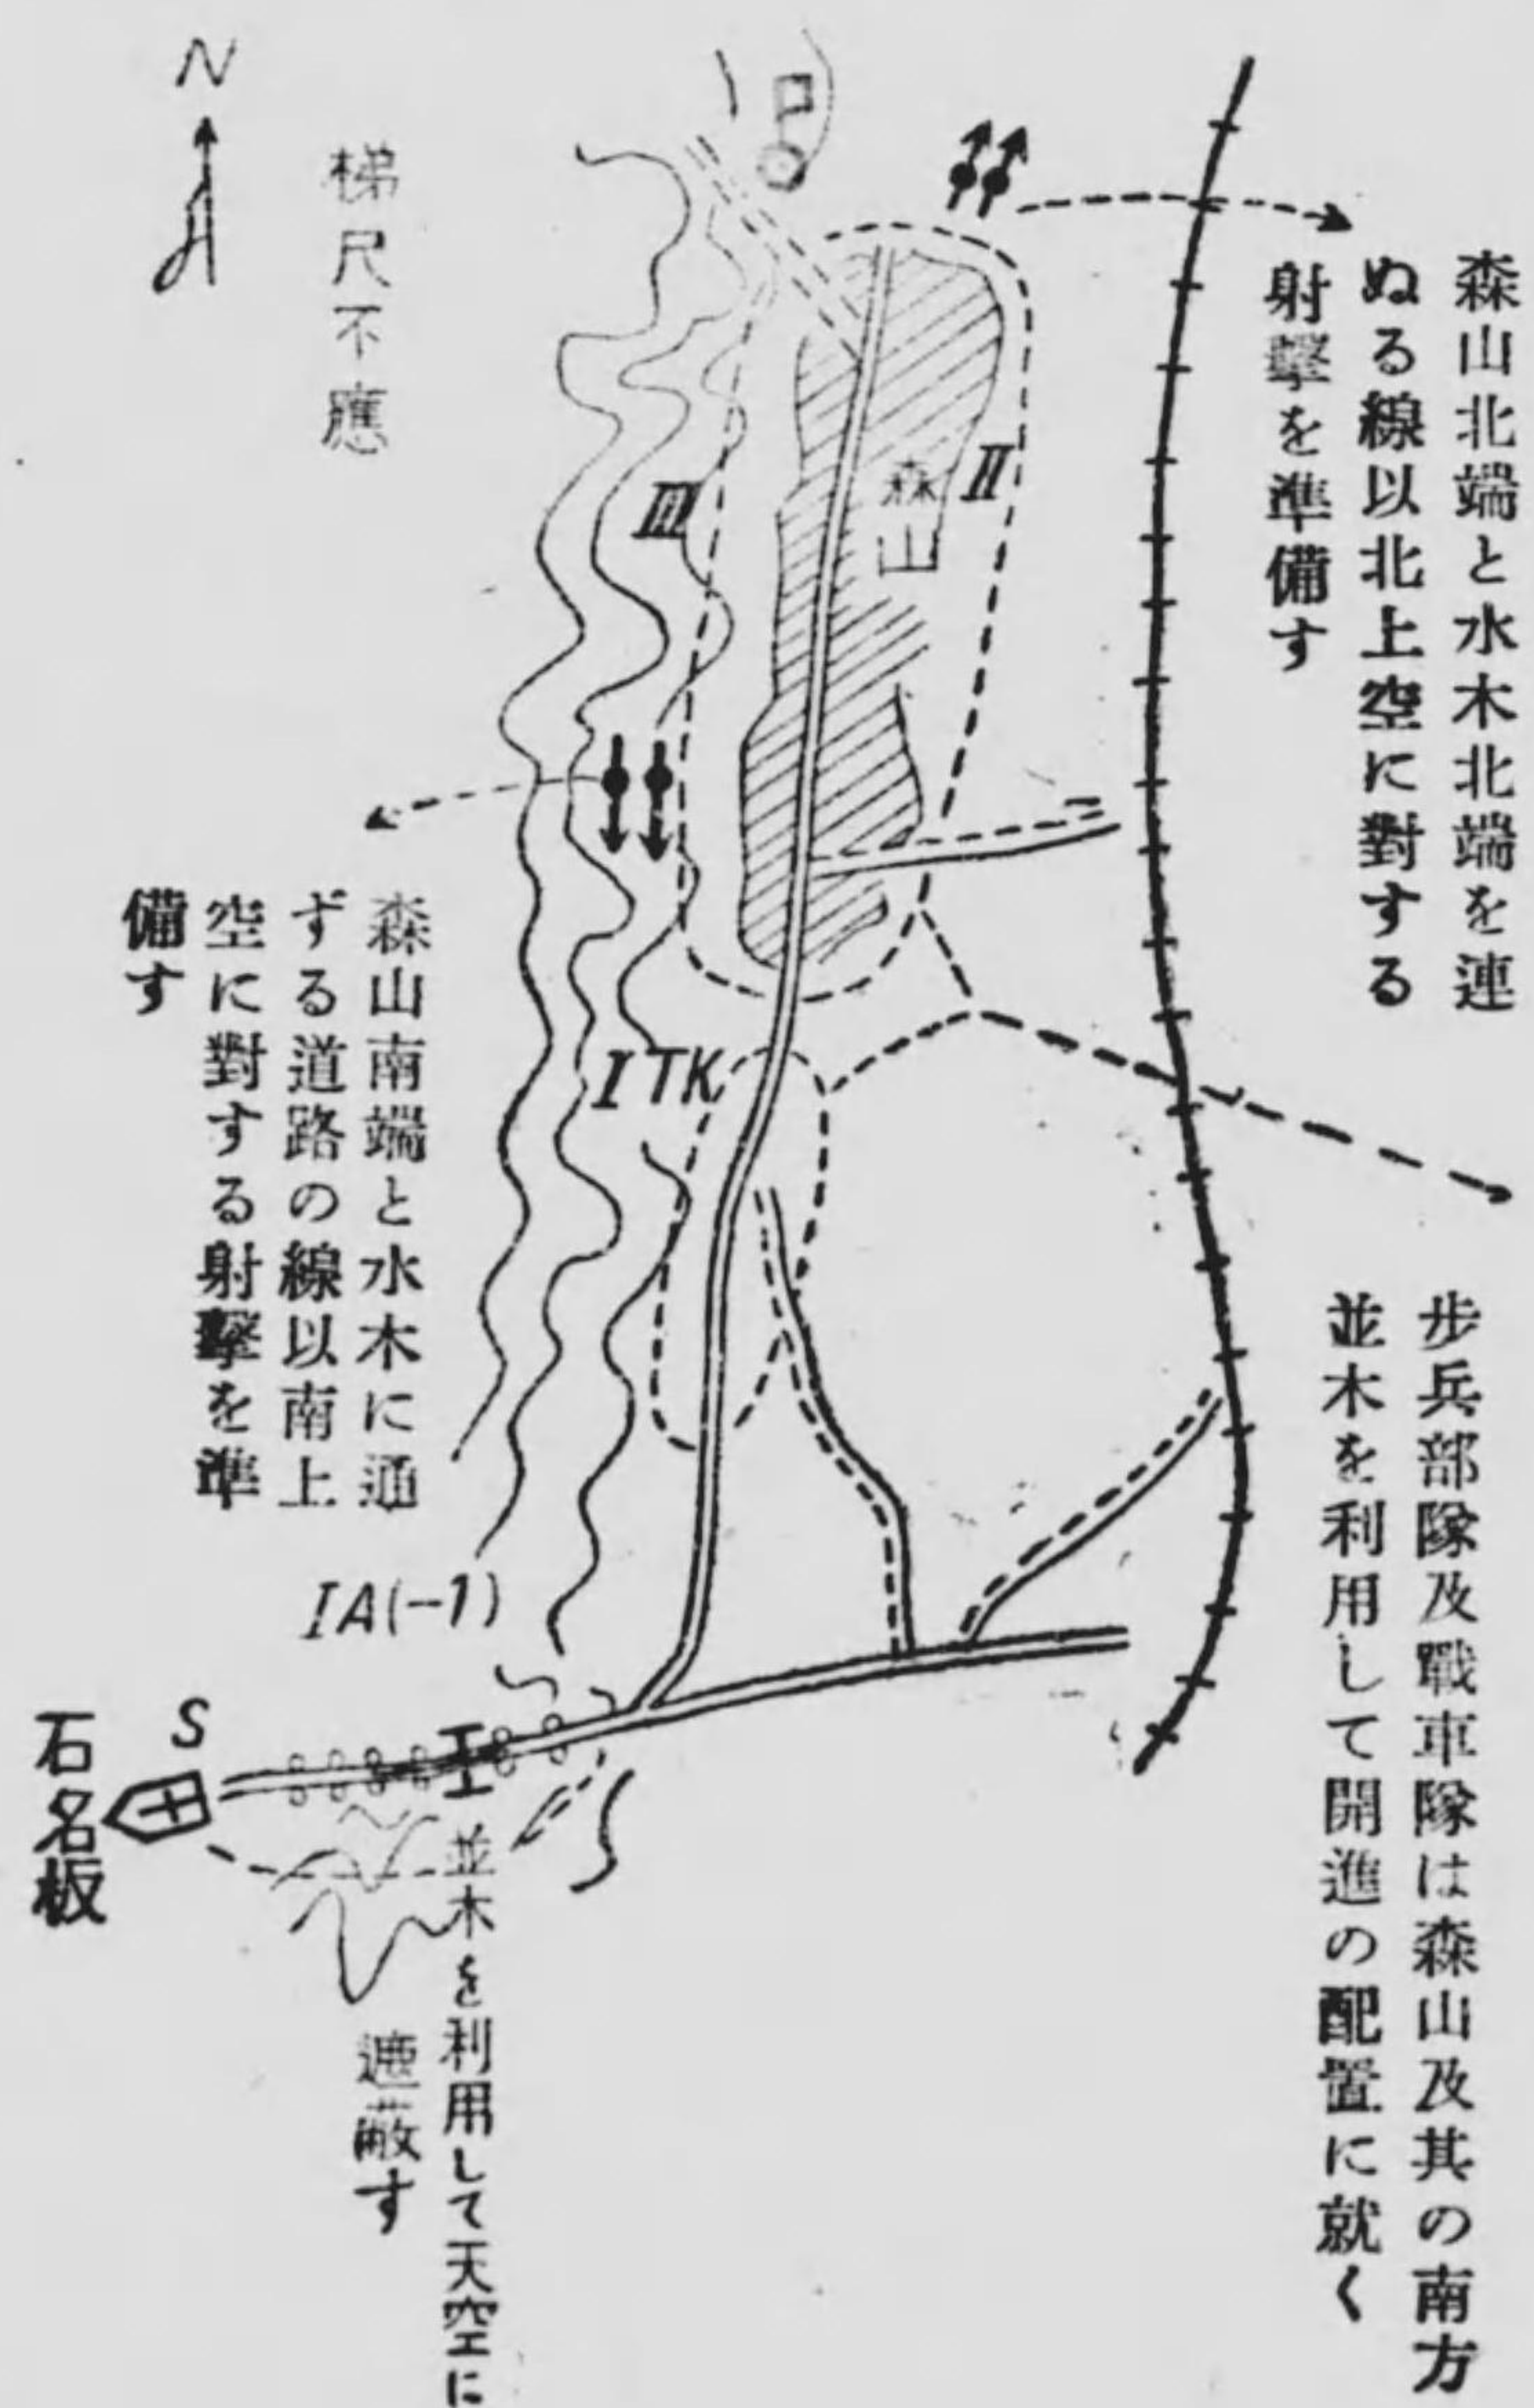 N
梯尺不應
森山北端と水木北端を連
ぬる線以北上空に對する
射擊を準備す
森山
II
III
森山南端と水木に通
ずる道路の線以南上
空に對する射擊を準
備す
I TK
步兵部隊及戰車隊は森山及其の南方
並木を利用して開進の配置に就く
IA(-1)
S
石名板
並木を利用して天空に
遮蔽す